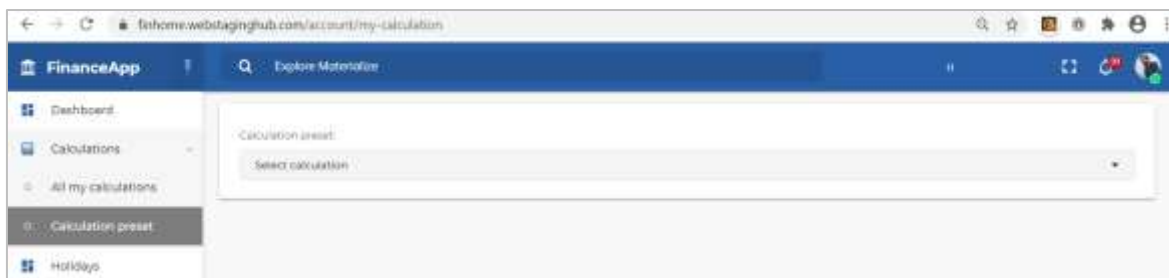 finhome.webstaginghub.com/account/my-calculation
FinanceApp
Explore Materialize
Dashboard
Calculation preset:
Calculations
Select calculation
All my calculations
Calculation preset
Holidays